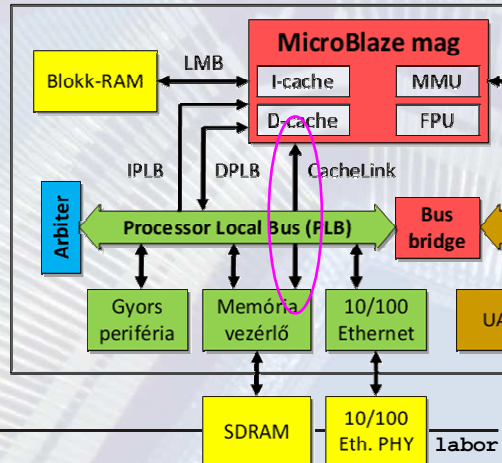 MicroBlaze mag
LMB
Blokk-RAM
I-cache
MMU
D-cache
FPU
IPLB
DPLB
CacheLink
Arbiter
Processor Local Bus (PLB)
Bus
bridge
Gyors
periféria
Memória
vezérlő
10/100
Ethernet
UA
SDRAM
10/100
Eth. PHY
labor